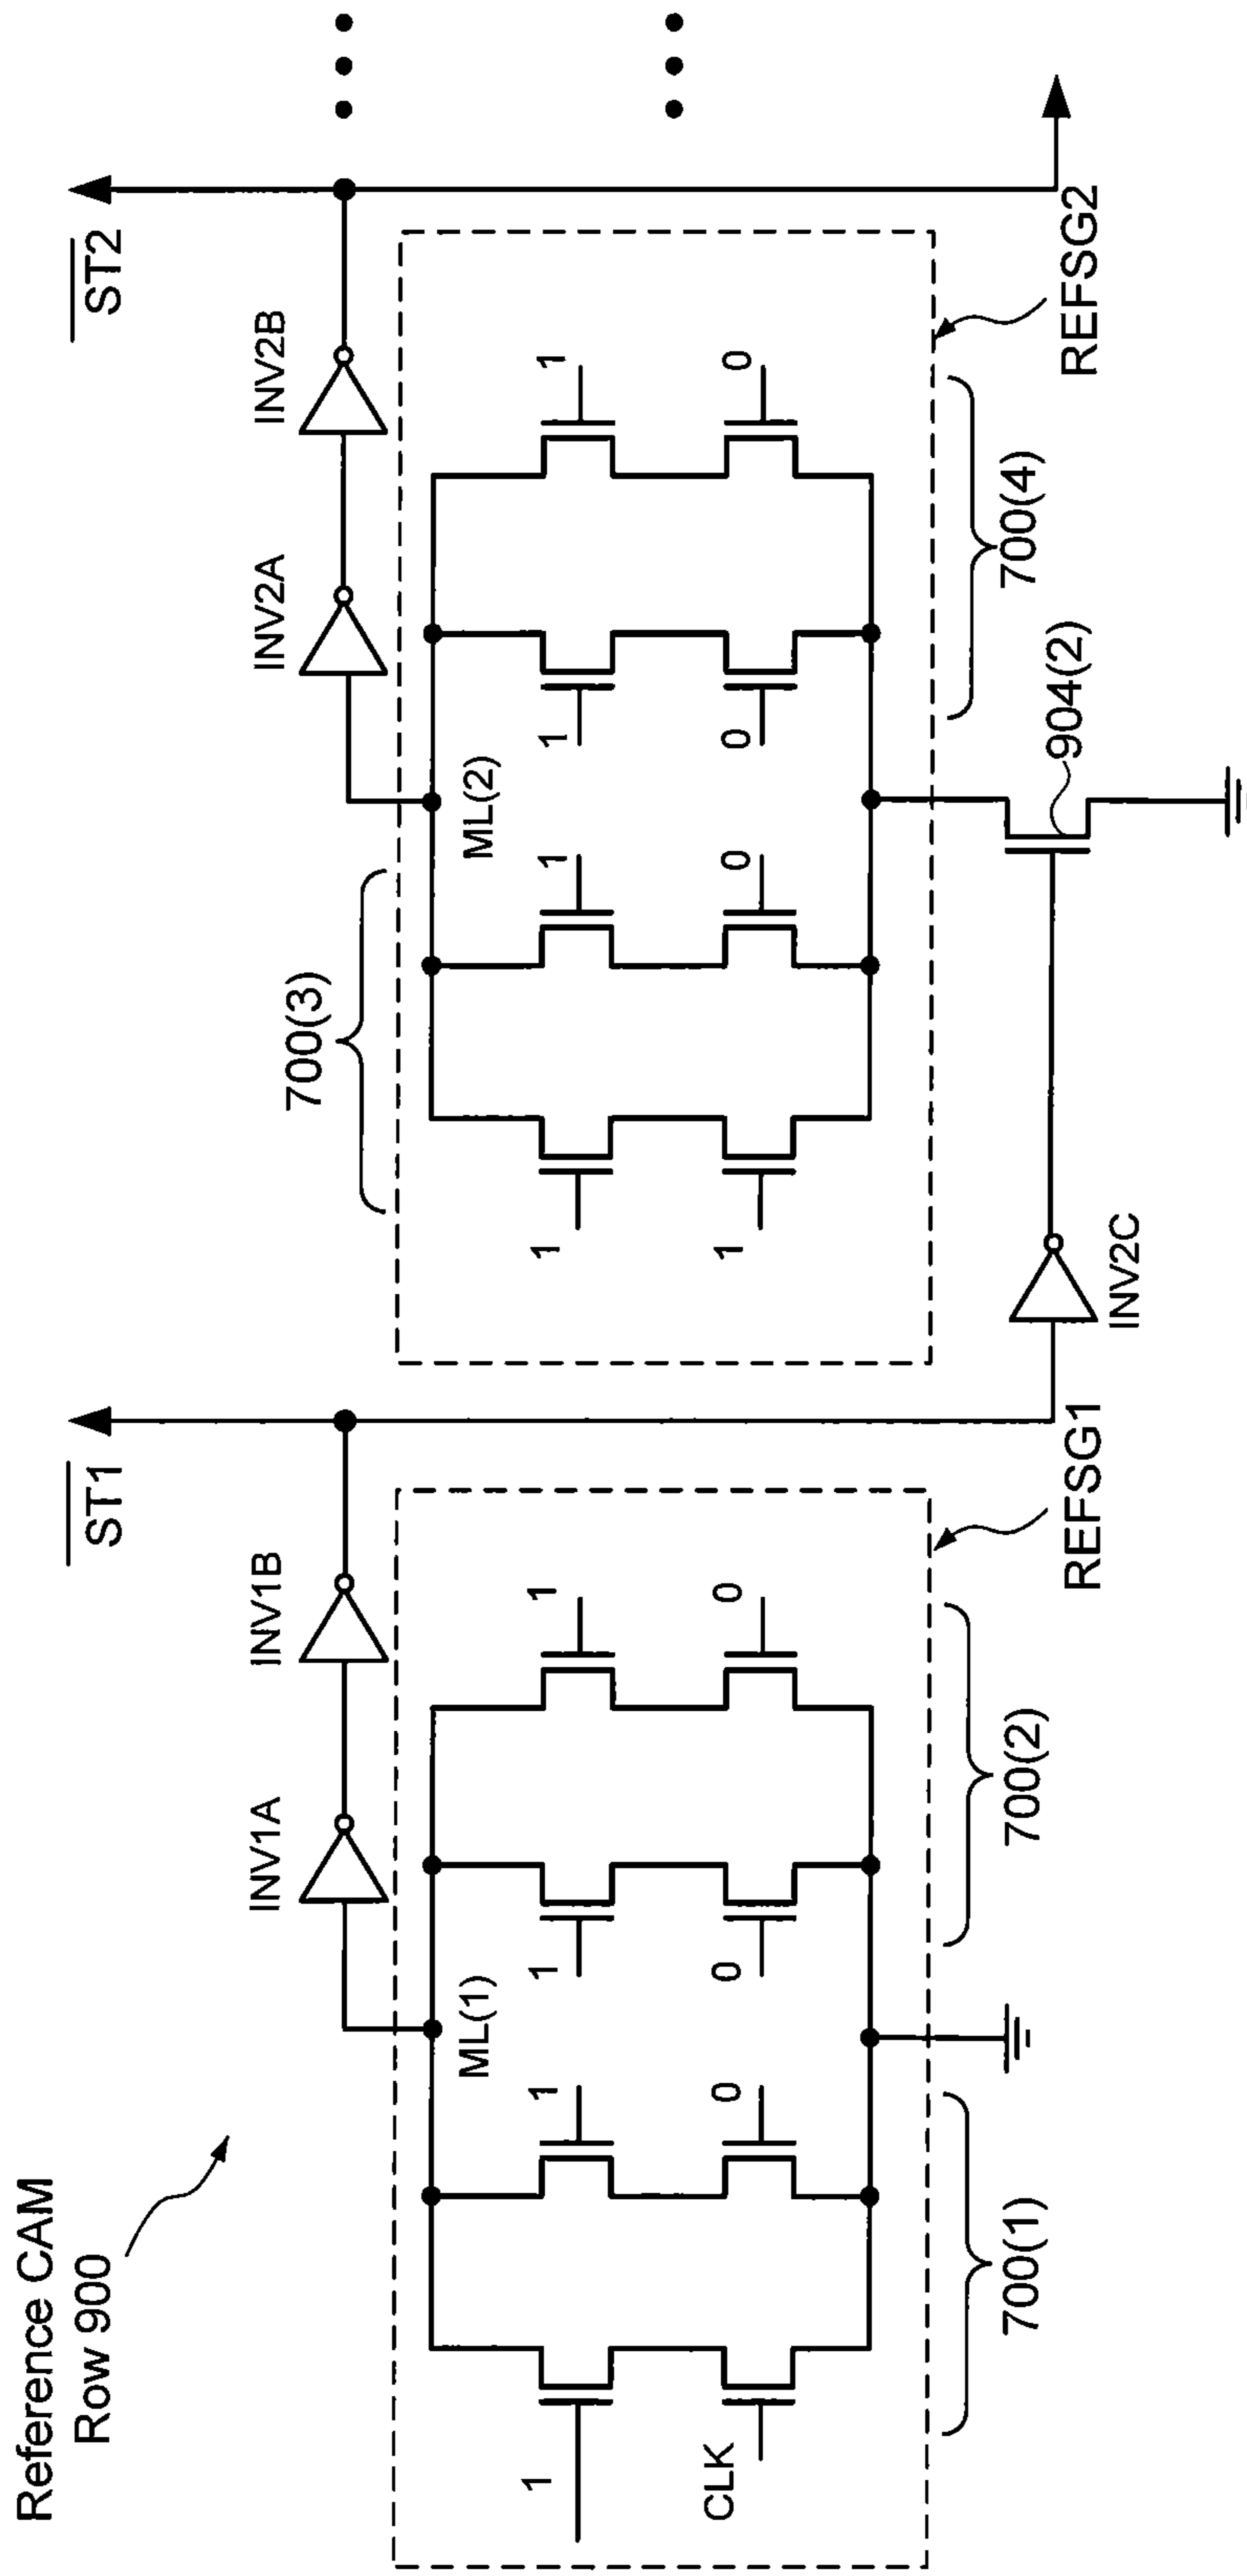 Reference CAM
Row 900
ST1
ST2
INV1A
INV1B
INV2A
INV2B
700(3)
ML(1)
ML(2)
1
1
1
1
1
1
1
1
CLK
0
0
0
1
0
0
0
700(1)
700(2)
REFSG1
INV2C
904(2)
700(4)
REFSG2